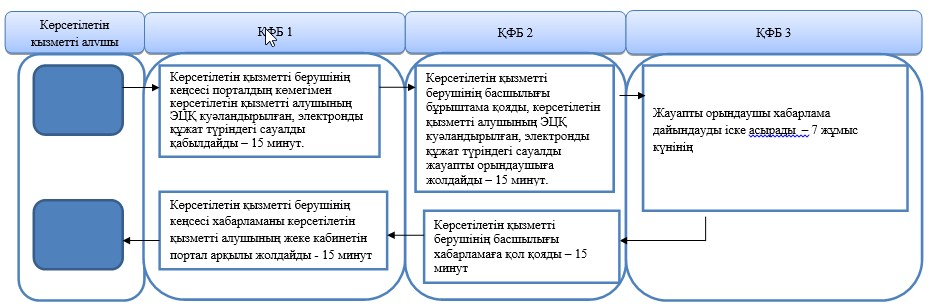 Көрсетілетін
қызметті алушы
ҚФБ 1
ҚФБ 2
ҚФБ 3
Көрсетілетін қызметті берушінің
кеңсесі порталдың көмегімен
көрсетілетін қызметті алушының
ЭЦҚ куәландырылған, электронды
құжат түріндегі сауалды
қабылдайды – 15 минут.
Көрсетілетін қызметті
берушінің басшылығы
бұрыштама қояды, көрсетілетін
қызметті алушының ЭЦҚ
куәландырылған, электронды
құжат түріндегі сауалды
жауапты орындаушыға
жолдайды – 15 минут.
Жауапты орындаушы хабарлама
дайындауды іске асырады – 7 жұмыс
күнінің
Көрсетілетін қызметті берушінің
кеңсесі хабарламаны көрсетілетін
қызметті алушының жеке кабинетін
портал арқылы жолдайды - 15 минут
Көрсетілетін қызметті
берушінің басшылығы
хабарламаға қол қояды – 15
минут